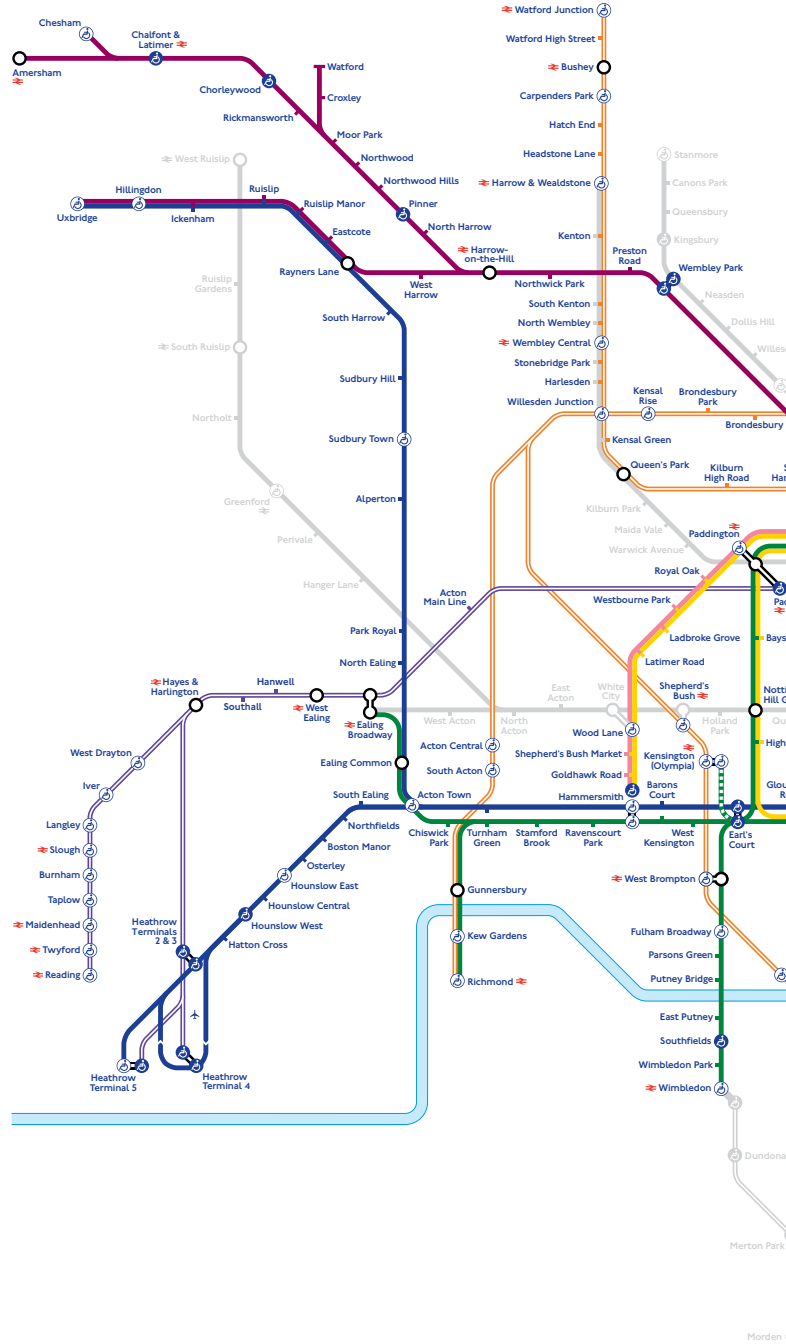 Watford Junction
Chesham
Chalfont &
Latimer
Watford High Street
Amersham
Bushey
Watford
Chorleywood
Carpenders Park
Croxley
Rickmansworth
Hatch End
Moor Park
Headstone Lane
Stanmore
West Ruislip
Northwood
Northwood Hills
Harrow & Wealdstone
Canons Park
Hillingdon
Ruislip
Uxbridge
Ickenham
Ruislip Manor
Pinner
Queensbury
Eastcote
North Harrow
Kenton
Kingsbury
Harrow-
on-the-Hill
Preston
Road
Wembley Park
Rayners Lane
Ruislip
Gardens
West
Harrow
Northwick Park
Neasden
South Kenton
South Harrow
North Wembley
Dollis Hill
South Ruislip
Wembley Central
Stonebridge Park
Sudbury Hill
Harlesden
Willesden Junction
Kensal
Rise
Brondesbury
Park
Brondesbury
Northolt
Sudbury Town
Kensal Green
Queen's Park
Kilburn
High Road
Greenford
Alperton
Kilburn Park
Maida Vale
Warwick Avenue
Paddington
Perivale
Royal Oak
Hanger Lane
Acton
Main Line
Westbourne Park
Park Royal
Ladbroke Grove
North Ealing
Latimer Road
Hayes &
Harlington
Hanwell
Southall
West
Ealing
Ealing
Broadway
West Acton
North
Acton
East
Acton
White
City
Shepherd's
Bush
Holland
Park
Wood Lane
West Drayton
Acton Central
Shepherd's Bush Market
Kensington
(Olympia)
Ealing Common
South Acton
Goldhawk Road
Iver
South Ealing
Acton Town
Hammersmith
Barons
Court
Langley
Northfields
Chiswick
Park
Turnham
Green
Stamford
Brook
Ravenscourt
Park
West
Kensington
Earl's
Court
Slough
Boston Manor
Burnham
Osterley
Hounslow East
Gunnersbury
West Brompton
Taplow
Hounslow Central
Maidenhead
Heathrow
Terminals
2 & 3
Hounslow West
Hatton Cross
Kew Gardens
Fulham Broadway
Twyford
Parsons Green
Reading
Richmond
Putney Bridge
East Putney
Southfields
Wimbledon Park
Heathrow
Terminal 5
Heathrow
Terminal 4
Wimbledon
Merton Park
Morden